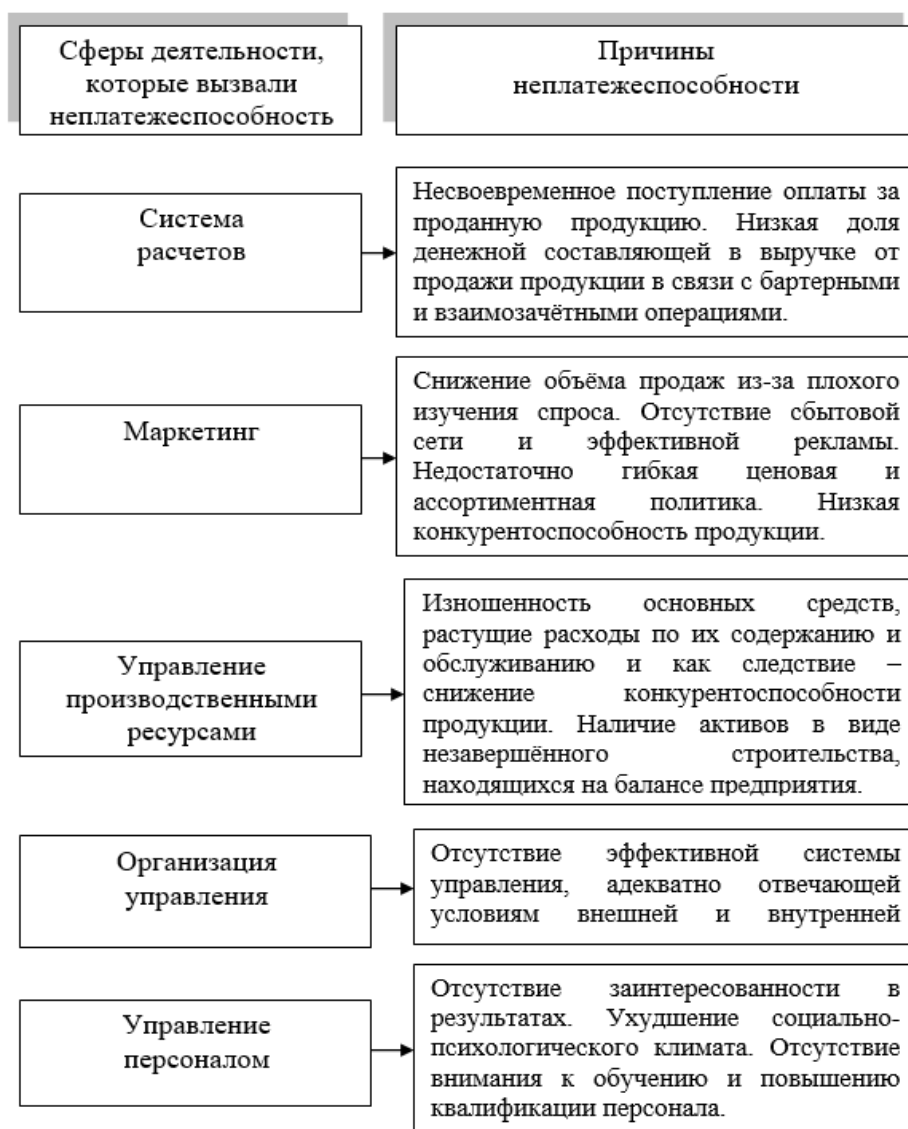 Сферы деятельности,
которые вызвали
неплатежеспособность
Причины
неплатежеспособности
Система
расчетов
Несвоевременное поступление оплаты за
проданную продукцию. Низкая доля
денежной составляющей в выручке от
продажи продукции в связи с бартерными
и взаимозачётными операциями.
Маркетинг
Снижение объёма продаж из-за плохого
изучения спроса. Отсутствие сбытовой
сети и эффективной рекламы.
Недостаточно гибкая ценовая и
ассортиментная политика. Низкая
конкурентоспособность продукции.
Управление
производственными
ресурсами
Изношенность основных средств,
растущие расходы по их содержанию и
обслуживанию и как следствие –
снижение конкурентоспособности
продукции. Наличие активов в виде
незавершённого строительства,
находящихся на балансе предприятия.
Организация
управления
Отсутствие эффективной системы
управления, адекватно отвечающей
условиям внешней и внутренней
Управление
персоналом
Отсутствие заинтересованности в
результатах. Ухудшение социально-
психологического климата. Отсутствие
внимания к обучению и повышению
квалификации персонала.